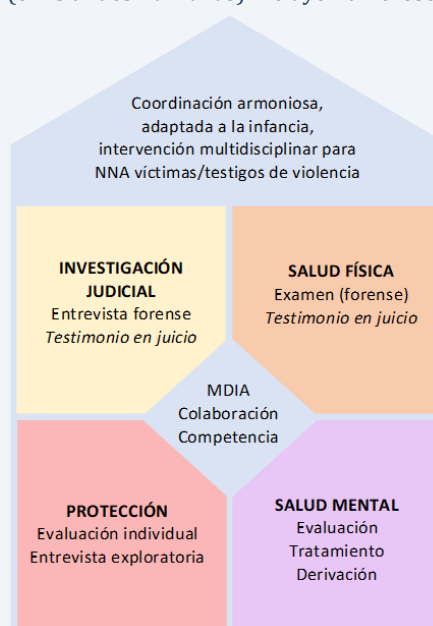 Coordinación armoniosa,
adaptada a la infancia,
intervención multidisciplinar para
NNA víctimas/testigos de violencia
INVESTIGACIÓN
JUDICIAL
Entrevista forense
Testimonio en juicio
SALUD FÍSICA
Examen (forense)
Testimonio en juicio
MDIA
Colaboración
Competencia
PROTECCIÓN
Evaluación individual
Entrevista exploratoria
SALUD MENTAL
Evaluación
Tratamiento
Derivación